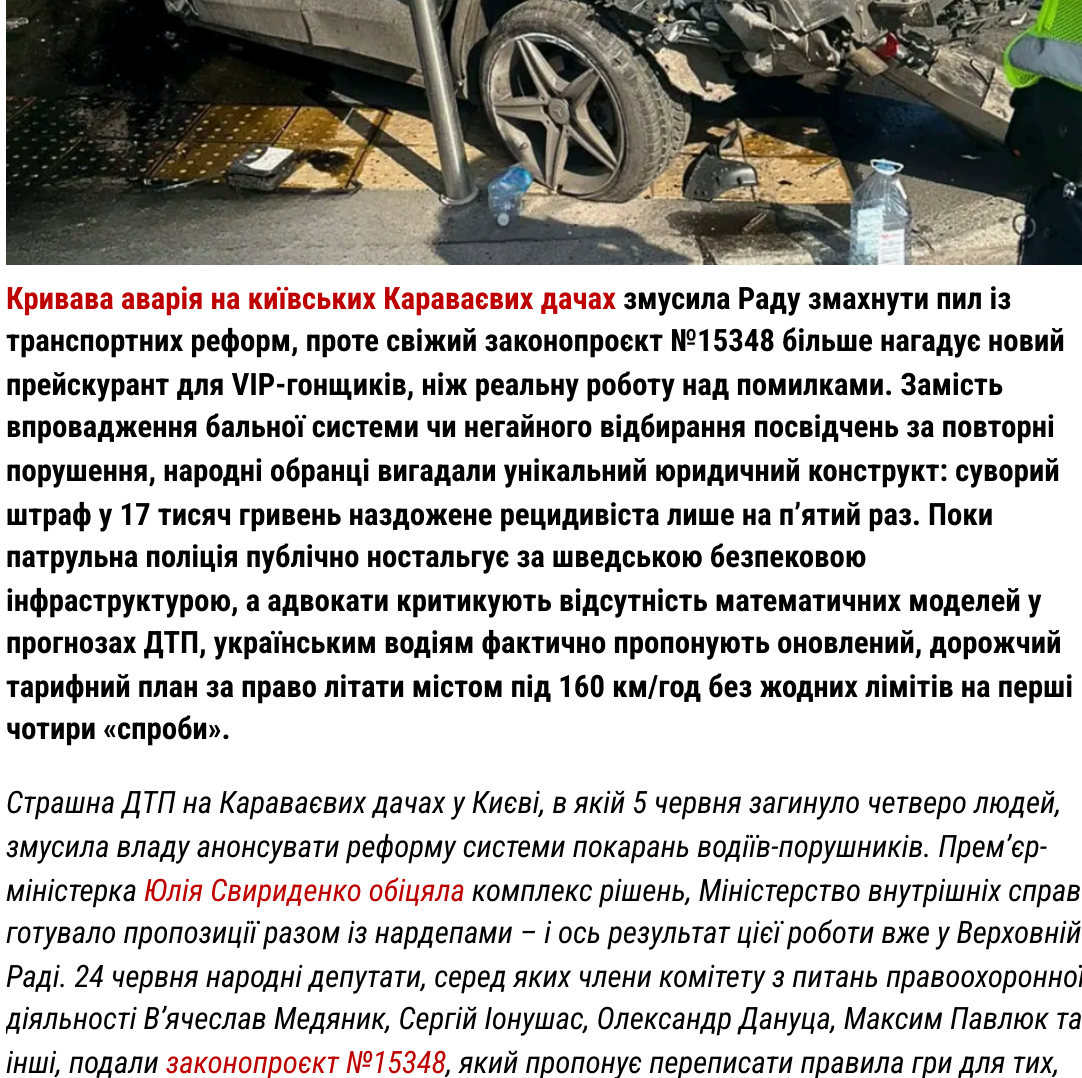 Кривава аварія на київських Караваєвих дачах змусила Раду змахнути пил із
транспортних реформ, проте свіжий законопроєкт №15348 більше нагадує новий
прейскурант для VIP-гонщиків, ніж реальну роботу над помилками. Замість
впровадження бальної системи чи негайного відбирання посвідчень за повторні
порушення, народні обранці вигадали унікальний юридичний конструкт: суворий
штраф у 17 тисяч гривень наздожене рецидивіста лише на п’ятий раз. Поки
патрульна поліція публічно ностальгує за шведською безпековою
інфраструктурою, а адвокати критикують відсутність математичних моделей у
прогнозах ДТП, українським водіям фактично пропонують оновлений, дорожчий
тарифний план за право літати містом під 160 км/год без жодних лімітів на перші
чотири «спроби».
Страшна ДТП на Караваєвих дачах у Києві, в якій 5 червня загинуло четверо людей,
змусила владу анонсувати реформу системи покарань водіїв-порушників. Прем’єр-
міністерка Юлія Свириденко обіцяла комплекс рішень, Міністерство внутрішніх справ
готувало пропозиції разом із нардепами – і ось результат цієї роботи вже у Верховній
Раді. 24 червня народні депутати, серед яких члени комітету з питань правоохоронної
діяльності В’ячеслав Медяник, Сергій Іонушас, Олександр Дануца, Максим Павлюк та
інші, подали законопроєкт №15348, який пропонує переписати правила гри для тих,